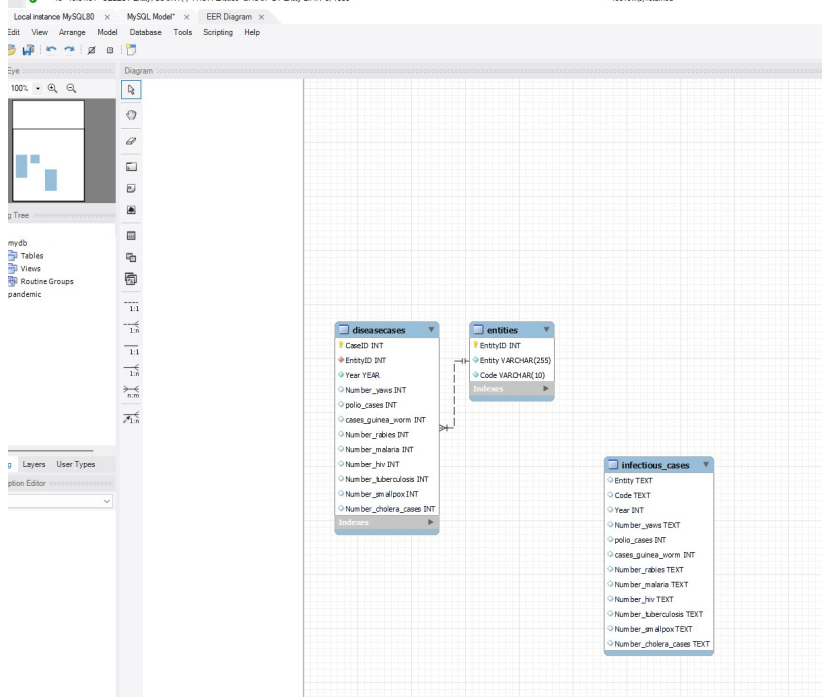 Local instance MySQL80 × MySQL Model* × EER Diagram ×
Edit View Arrange Model Database Tools Scripting Help
Eye
Diagram
100%
g Tree
mydb
Tables
Views
Routine Groups
pandemic
1:1
1:n
1:1
1:n
n:m
1:n
g Layers User Types
ption Editor
diseasecases
CaseID INT
EntityID INT
Year YEAR
Number_yaws INT
polio_cases INT
cases_guinea_worm INT
Number_rabies INT
Number_malaria INT
Number_hiv INT
Number_tuberculosis INT
Number_smallpox INT
Number_cholera_cases INT
Indexes
entities
EntityID INT
Entity VARCHAR(255)
Code VARCHAR(10)
Indexes
infectious_cases
Entity TEXT
Code TEXT
Year INT
Number_yaws TEXT
polio_cases INT
cases_guinea_worm INT
Number_rabies TEXT
Number_malaria TEXT
Number_hiv TEXT
Number_tuberculosis TEXT
Number_smallpox TEXT
Number_cholera_cases TEXT